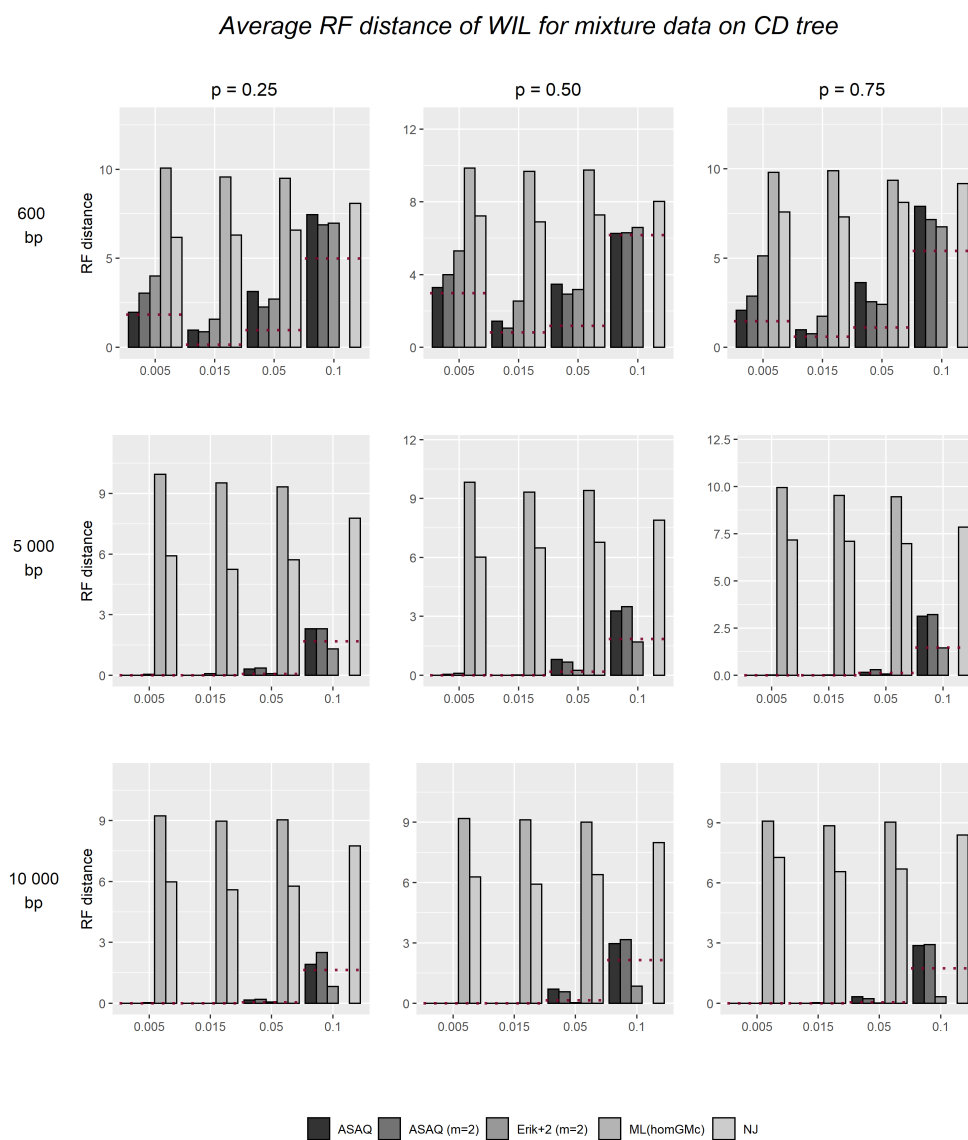 Average RF distance of WIL for mixture data on CD tree
p = 0.25
p = 0.50
p = 0.75
600
bp
RF distance
10
5
0
0.005 0.015 0.05 0.1
12
8
4
0
0.005 0.015 0.05 0.1
10
5
0
0.005 0.015 0.05 0.1
5 000
bp
RF distance
9
6
3
0
0.005 0.015 0.05 0.1
12
9
6
3
0
0.005 0.015 0.05 0.1
12.5
10.0
7.5
5.0
2.5
0.0
0.005 0.015 0.05 0.1
10 000
bp
RF distance
9
6
3
0
0.005 0.015 0.05 0.1
9
6
3
0
0.005 0.015 0.05 0.1
9
6
3
0
0.005 0.015 0.05 0.1
ASAQ ASAQ (m=2) Erik+2 (m=2) ML(homGMc) NJ